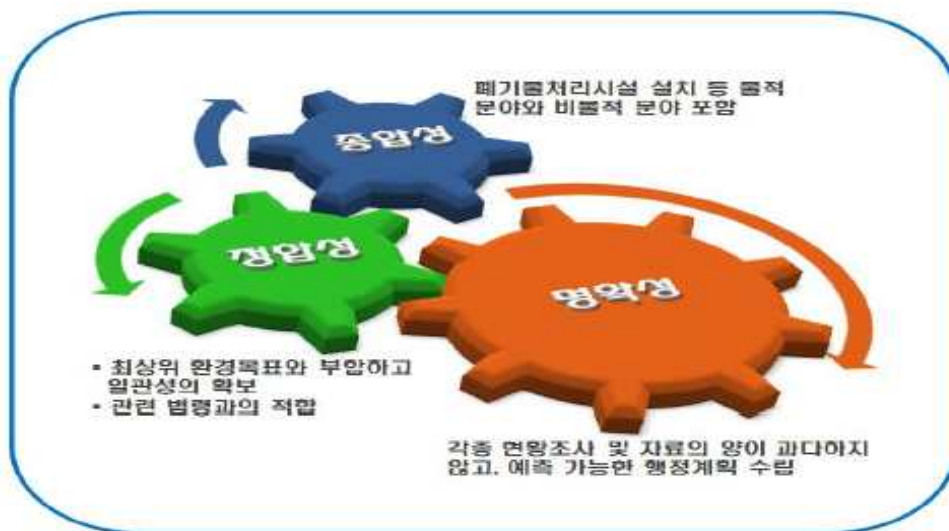 폐기물처리시설 설치 등 물적
분야와 비물적 분야 포함
종합성
정합성
명확성
▪ 최상위 환경목표와 부합하고
일관성의 확보
▪ 관련 법령과의 적합
각종 현황조사 및 자료의 양이 과다하지
않고, 예측 가능한 행정계획 수립